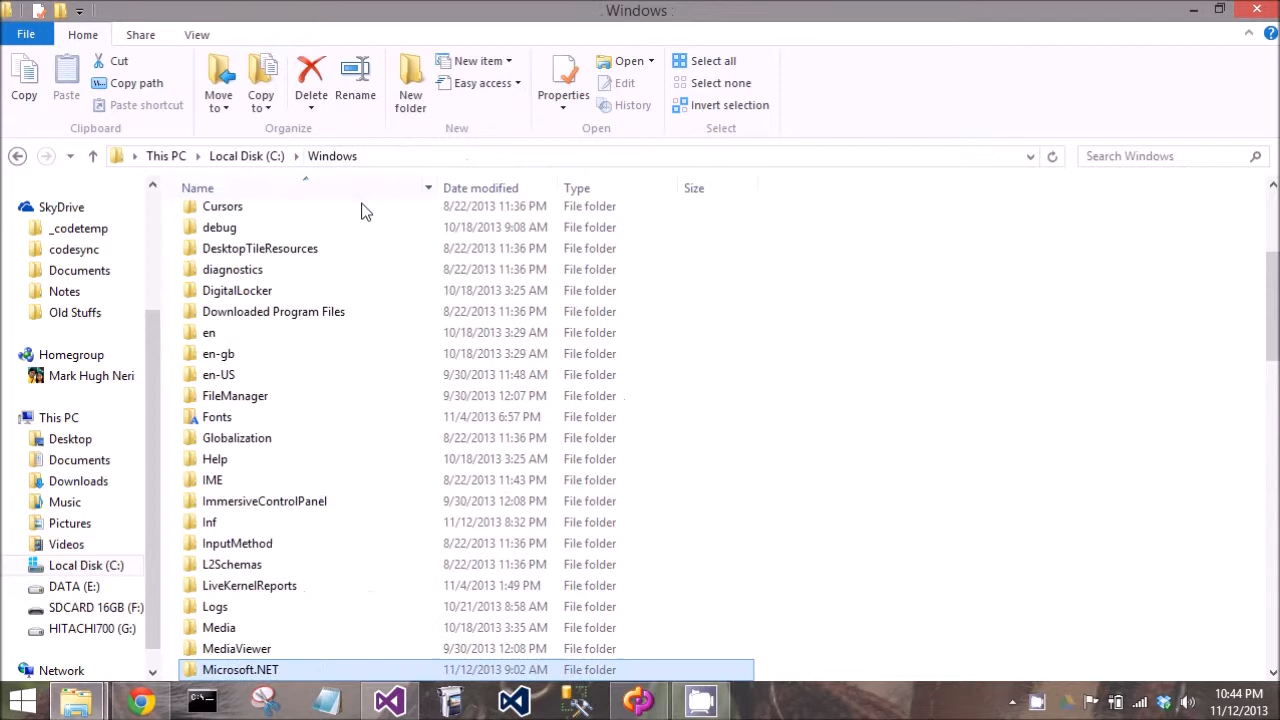 Windows
File Home Share View
Copy
Paste
Cut
Copy path
Paste shortcut
Clipboard
Move to
Copy to
Delete
Rename
Organize
New folder
New item
Easy access
New
Properties
Open
Edit
History
Open
Select all
Select none
Invert selection
Select
This PC Local Disk (C:) Windows
Search Windows
SkyDrive
_codetemp
codesync
Documents
Notes
Old Stuffs
Homegroup
Mark Hugh Neri
This PC
Desktop
Documents
Downloads
Music
Pictures
Videos
Local Disk (C:)
DATA (E:)
SDCARD 16GB (F:)
HITACHI700 (G:)
Network
Name Date modified Type Size
Cursors 8/22/2013 11:36 PM File folder
debug 10/18/2013 9:08 AM File folder
DesktopTileResources 8/22/2013 11:36 PM File folder
diagnostics 8/22/2013 11:36 PM File folder
DigitalLocker 10/18/2013 3:25 AM File folder
Downloaded Program Files 8/22/2013 11:36 PM File folder
en 10/18/2013 3:29 AM File folder
en-gb 10/18/2013 3:29 AM File folder
en-US 9/30/2013 11:48 AM File folder
FileManager 9/30/2013 12:07 PM File folder
Fonts 11/4/2013 6:57 PM File folder
Globalization 8/22/2013 11:36 PM File folder
Help 10/18/2013 3:25 AM File folder
IME 8/22/2013 11:43 PM File folder
ImmersiveControlPanel 9/30/2013 12:08 PM File folder
Inf 11/12/2013 8:32 PM File folder
InputMethod 8/22/2013 11:36 PM File folder
L2Schemas 8/22/2013 11:36 PM File folder
LiveKernelReports 11/4/2013 1:49 PM File folder
Logs 10/21/2013 8:58 AM File folder
Media 10/18/2013 3:35 AM File folder
MediaViewer 9/30/2013 12:08 PM File folder
Microsoft.NET 11/12/2013 9:02 AM File folder
10:44 PM
11/12/2013